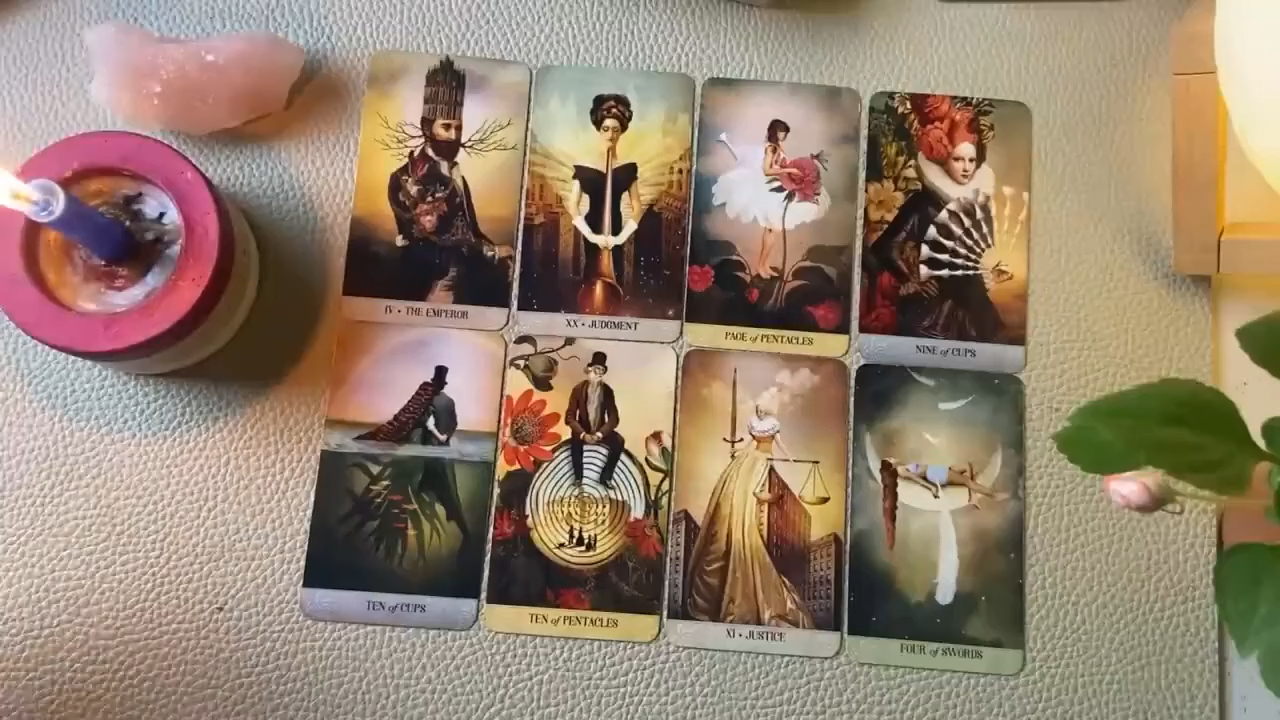 IV • THE EMPEROR
XX • JUDGMENT
PAGE of PENTACLES
NINE of CUPS
TEN of CUPS
TEN of PENTACLES
XI • JUSTICE
FOUR of SWORDS